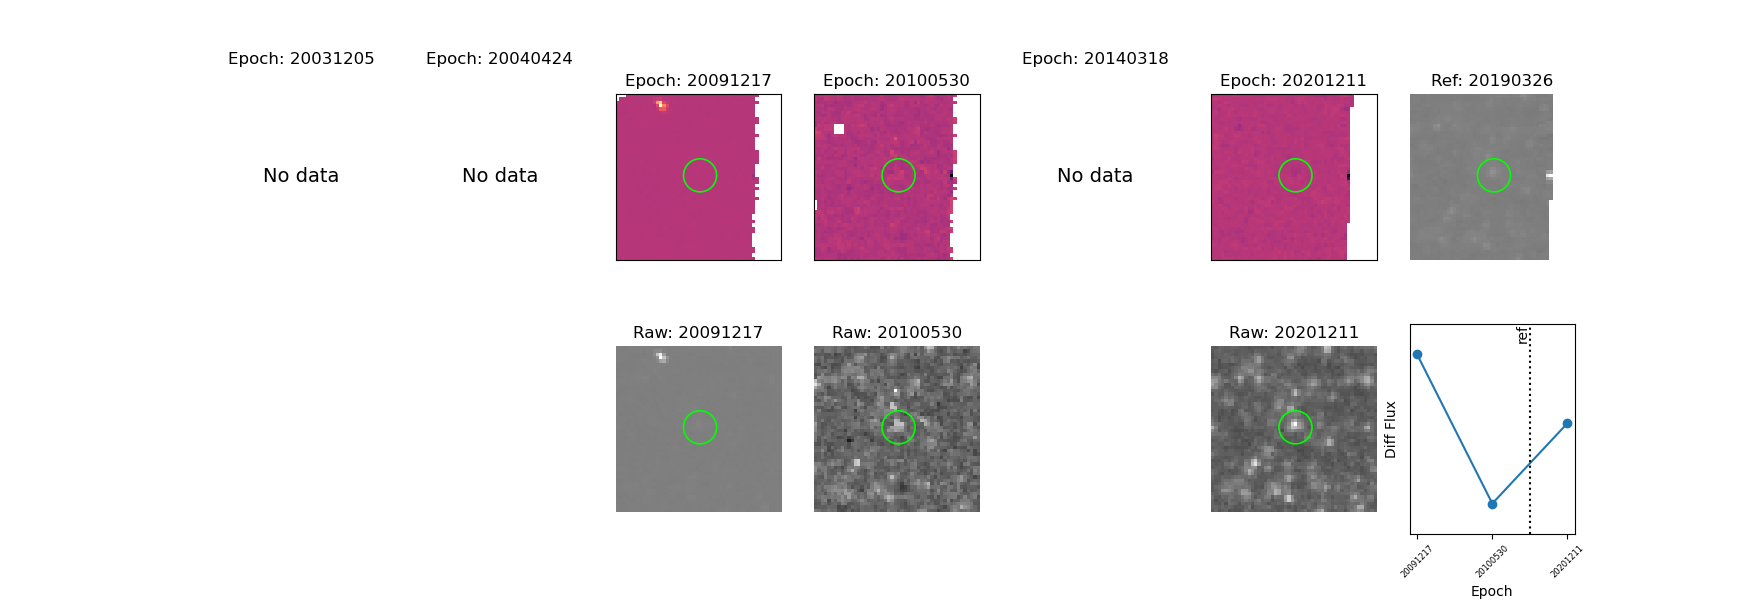 Epoch: 20031205
Epoch: 20040424
Epoch: 20091217
Epoch: 20100530
Epoch: 20140318
Epoch: 20201211
Ref: 20190326
No data
No data
No data
Raw: 20091217
Raw: 20100530
Raw: 20201211
ref
Diff Flux
20091217
20100530
20201211
Epoch